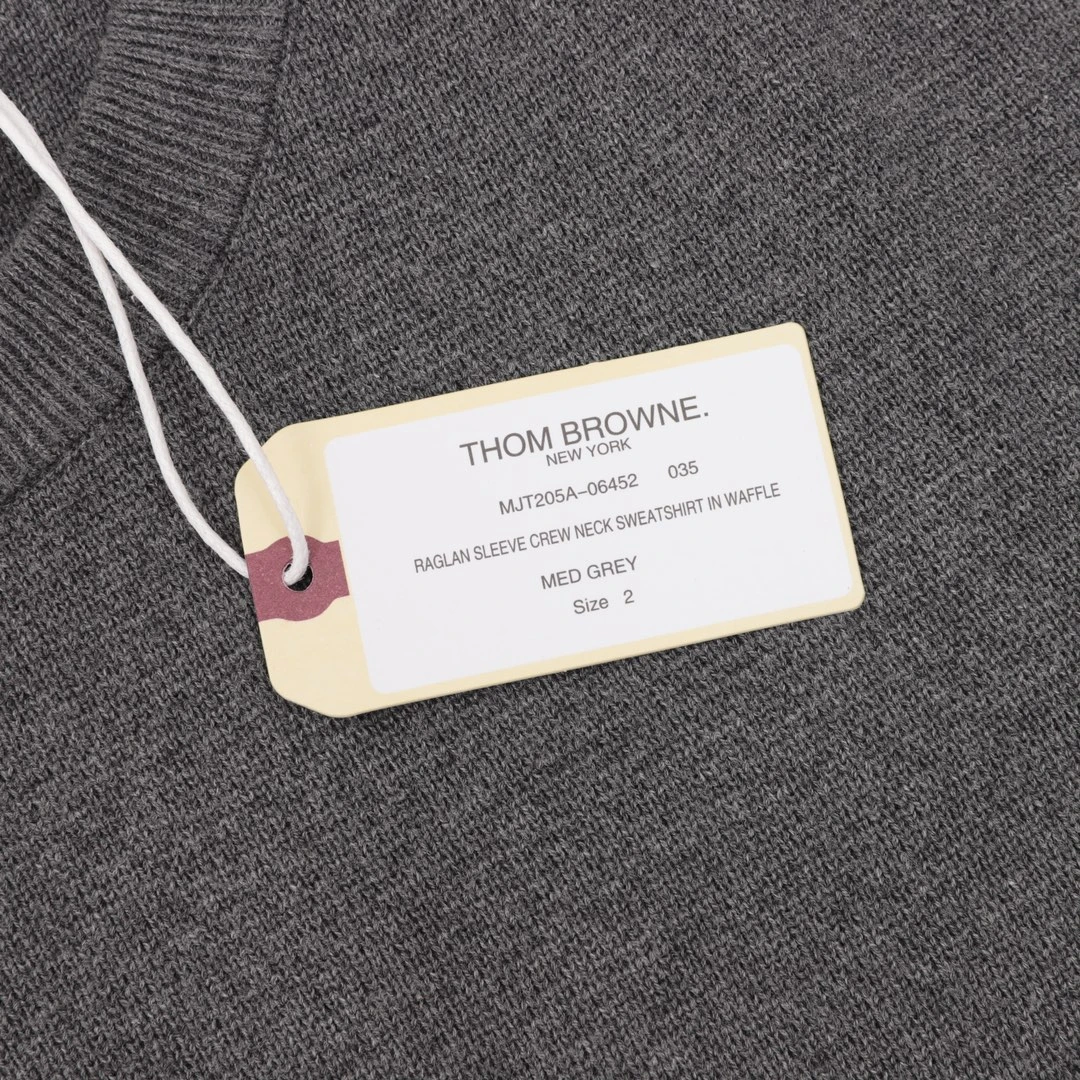 THOM BROWNE.
NEW YORK
MJT205A-06452 035
RAGLAN SLEEVE CREW NECK SWEATSHIRT IN WAFFLE
MED GREY
Size 2